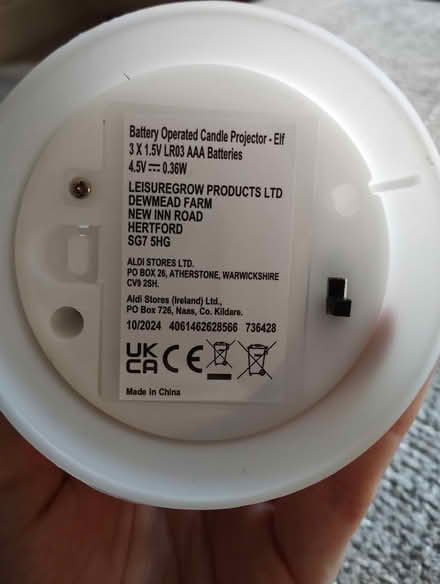 Battery Operated Candle Projector - Elf
3 X 1.5V LR03 AAA Batteries
4.5V ⎓ 0.36W
LEISUREGROW PRODUCTS LTD
DEWMEAD FARM
NEW INN ROAD
HERTFORD
SG7 5HG
ALDI STORES LTD.
PO BOX 26, ATHERSTONE, WARWICKSHIRE
CV9 2SH.
Aldi Stores (Ireland) Ltd.,
PO Box 726, Naas, Co. Kildare.
10/2024 4061462628566 736428
UK
CA CE
Made in China